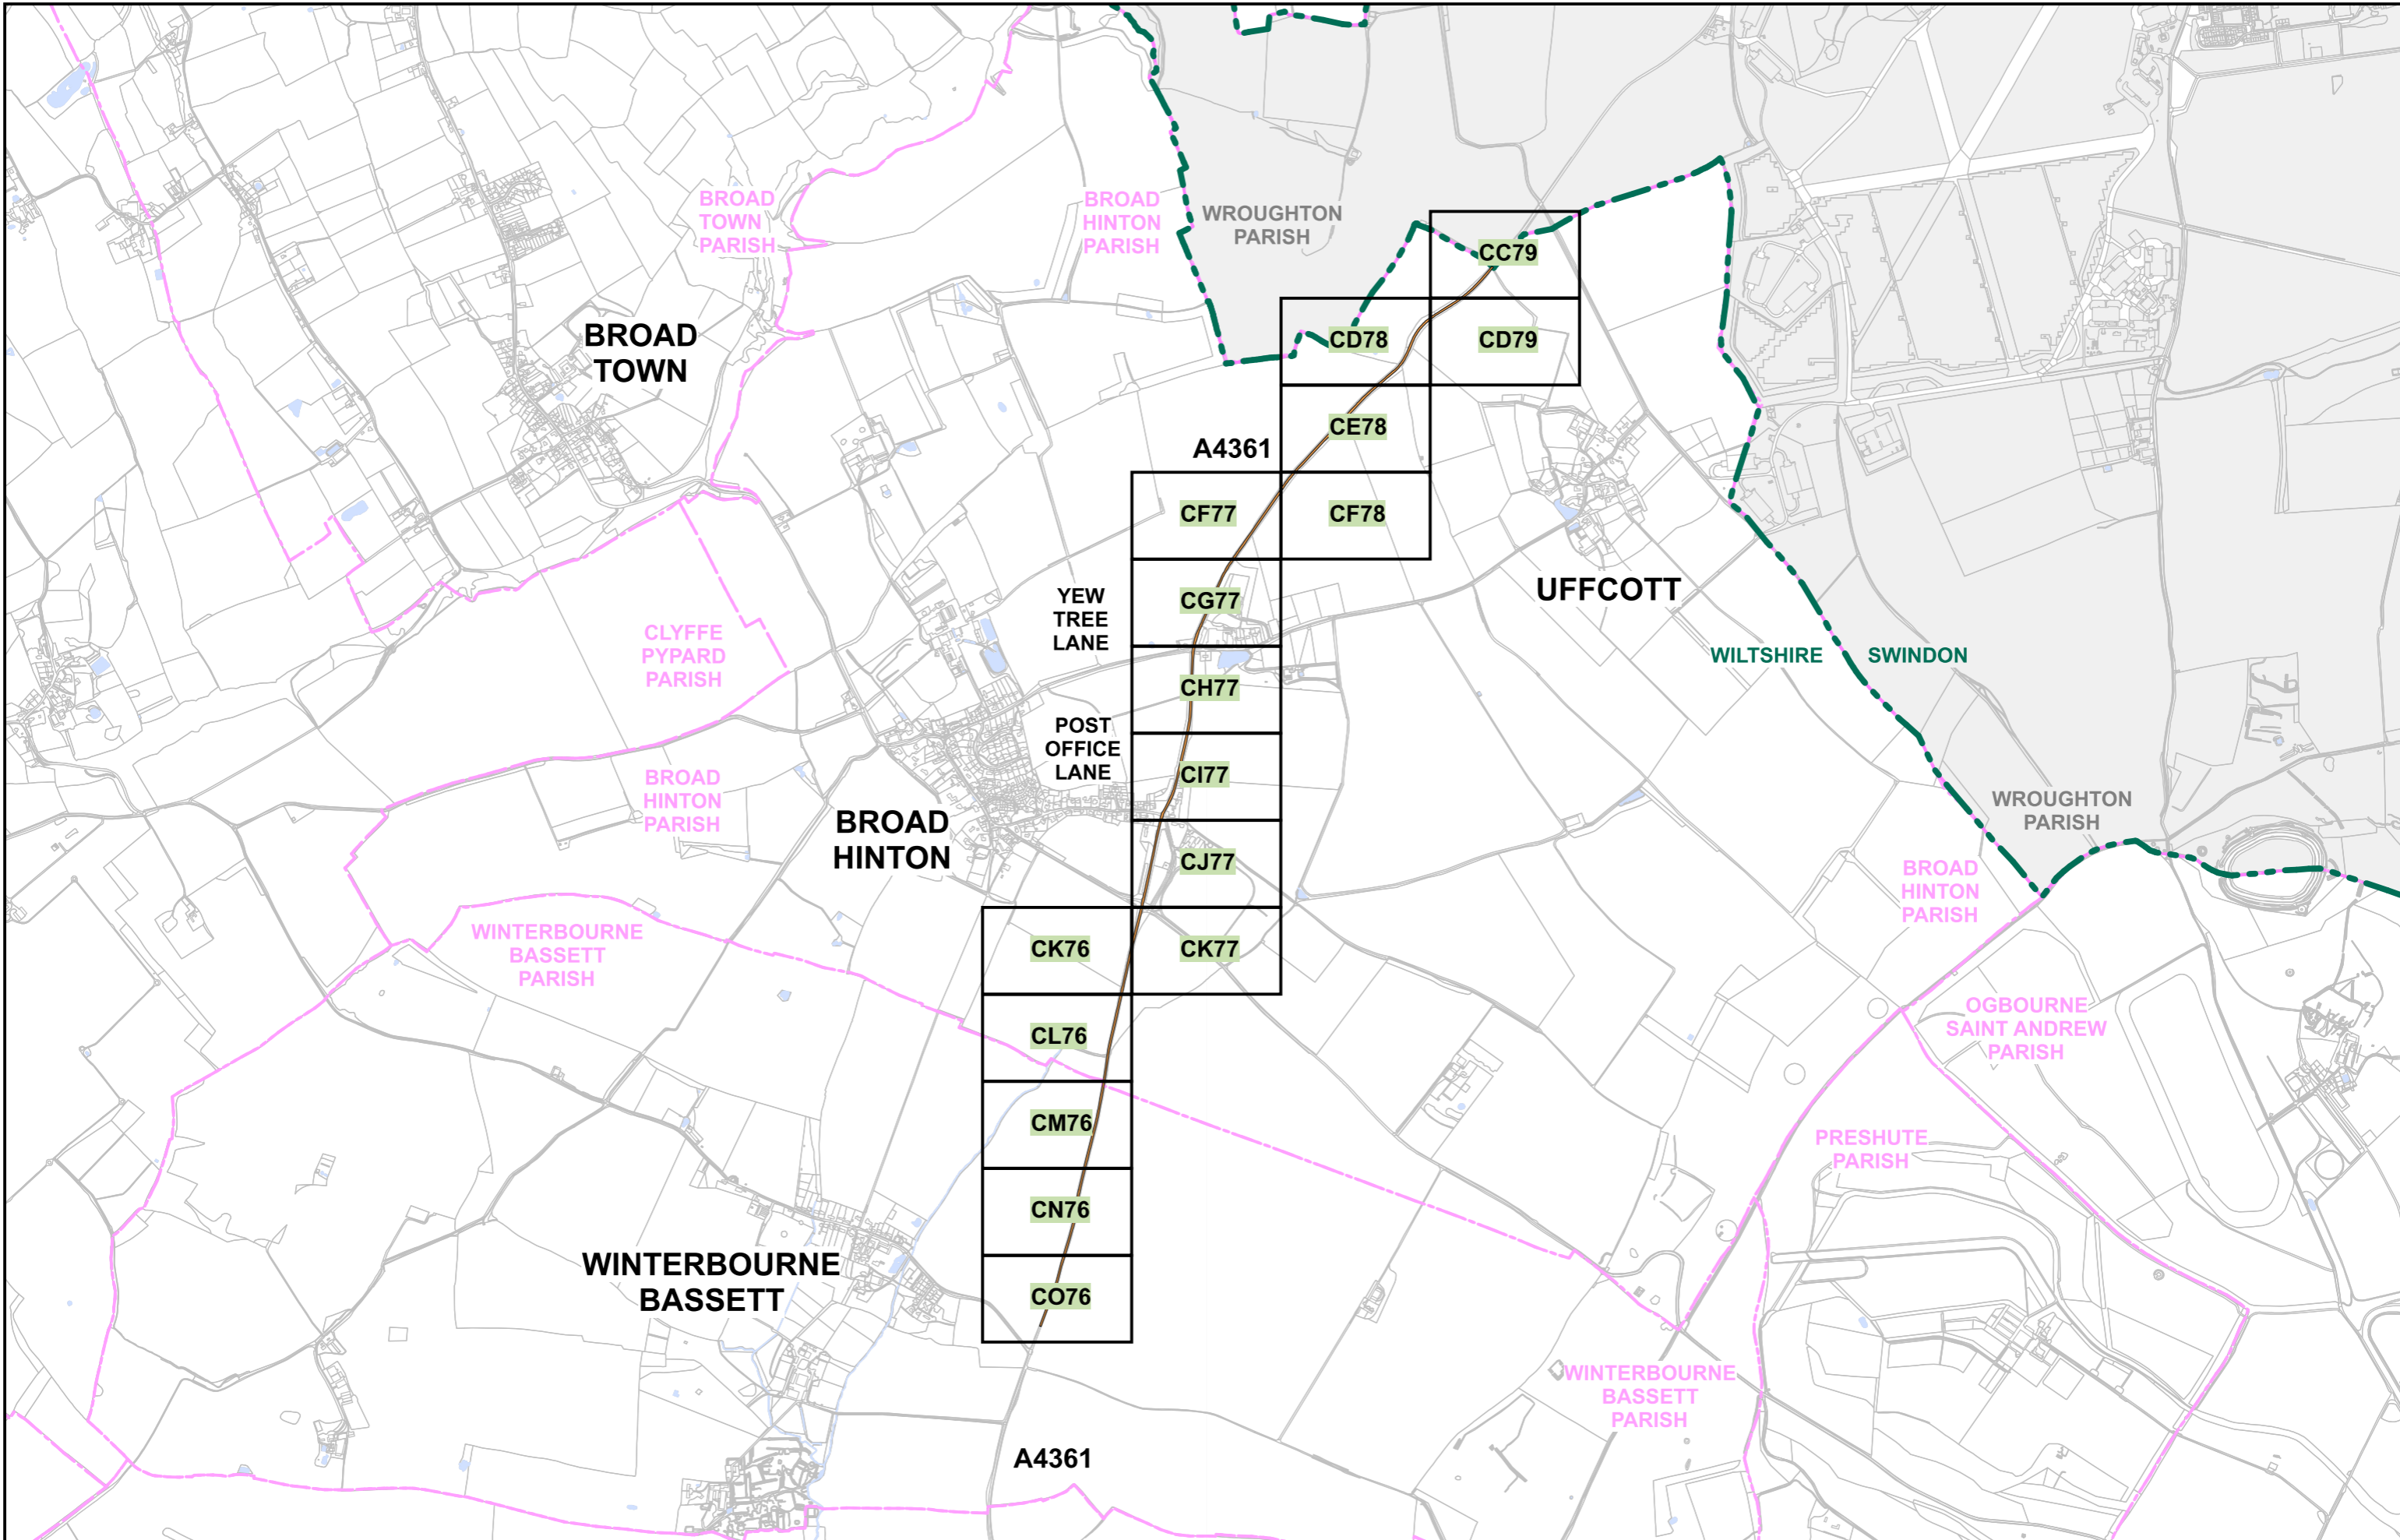 BROAD
TOWN
PARISH
BROAD
HINTON
PARISH
WROUGHTON
PARISH
CC79
BROAD
TOWN
CD78
CD79
CE78
A4361
CF77
CF78
UFFCOTT
YEW
TREE
LANE
CG77
CLYFFE
PYPARD
PARISH
WILTSHIRE
SWINDON
CH77
POST
OFFICE
LANE
CI77
BROAD
HINTON
PARISH
WROUGHTON
PARISH
BROAD
HINTON
CJ77
BROAD
HINTON
PARISH
WINTERBOURNE
BASSETT
PARISH
CK76
CK77
OGBOURNE
SAINT ANDREW
PARISH
CL76
CM76
PRESHUTE
PARISH
CN76
WINTERBOURNE
BASSETT
CO76
WINTERBOURNE
BASSETT
PARISH
A4361